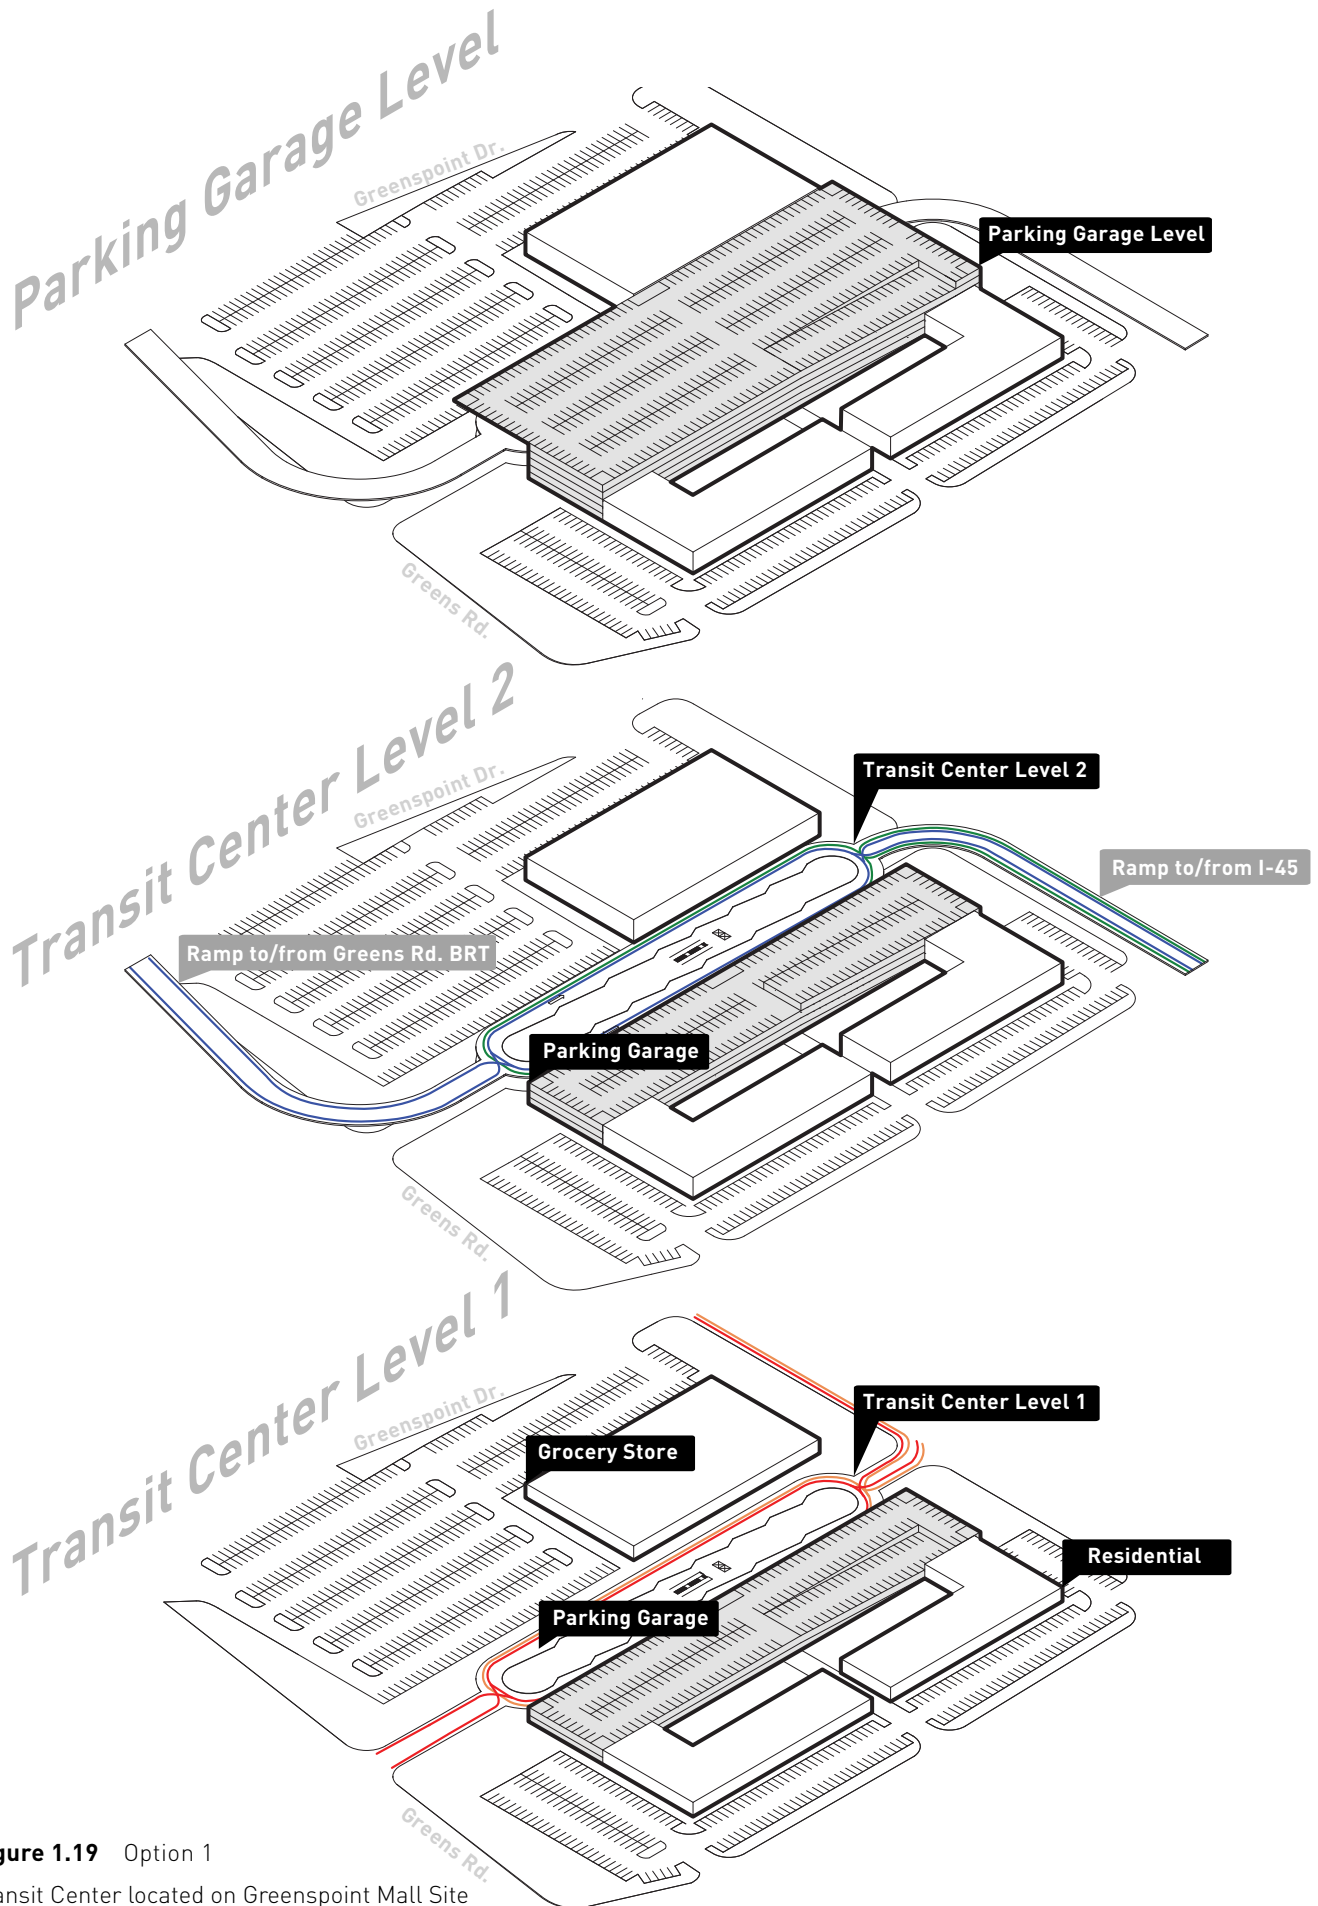 Parking Garage Level
Greenspoint Dr.
Parking Garage Level
Greens Rd.
Transit Center Level 2
Greenspoint Dr.
Transit Center Level 2
Ramp to/from I-45
Ramp to/from Greens Rd. BRT
Parking Garage
Greens Rd.
Transit Center Level 1
Greenspoint Dr.
Transit Center Level 1
Grocery Store
Residential
Parking Garage
Greens Rd.
gure 1.19 Option 1
ansit Center located on Greenspoint Mall Site